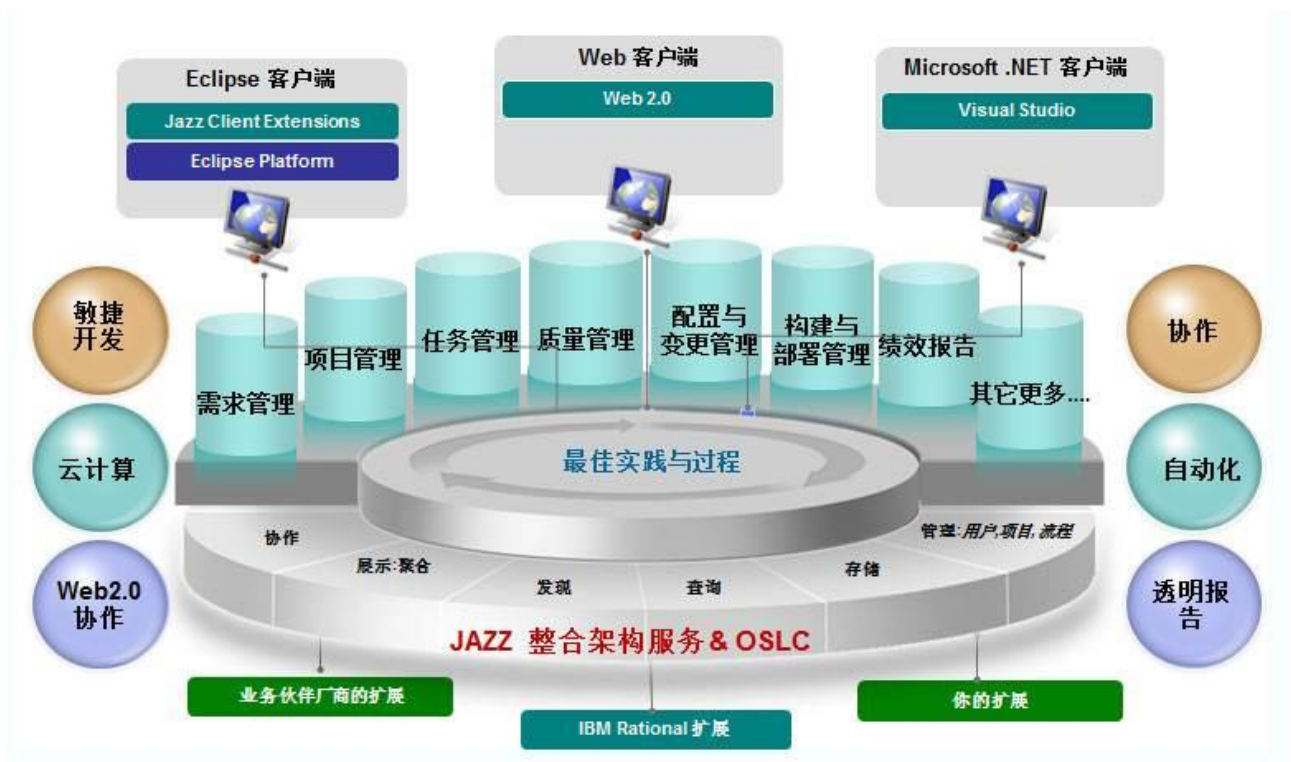 Eclipse 客户端
Jazz Client Extensions
Eclipse Platform
Web 客户端
Web 2.0
Microsoft .NET 客户端
Visual Studio
敏捷
开发
云计算
Web2.0
协作
需求管理
项目管理
任务管理
质量管理
配置与
变更管理
构建与
部署管理
绩效报告
其它更多....
协作
自动化
透明报
告
最佳实践与过程
协作
展示:聚合
发现
查询
存储
管理:用户,项目,流程
JAZZ 整合架构服务 & OSLC
业务伙伴厂商的扩展
IBM Rational 扩展
你的扩展